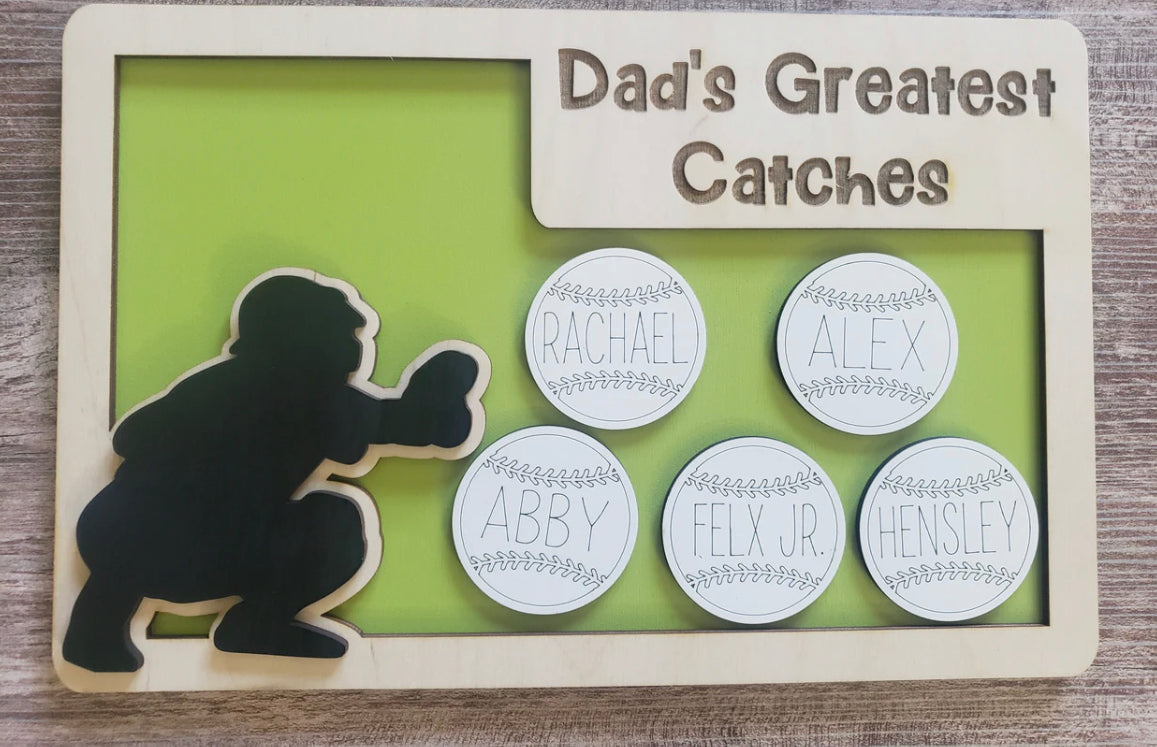 Dad's Greatest
Catches
RACHAEL
ALEX
ABBY
FELX JR.
HENSLEY